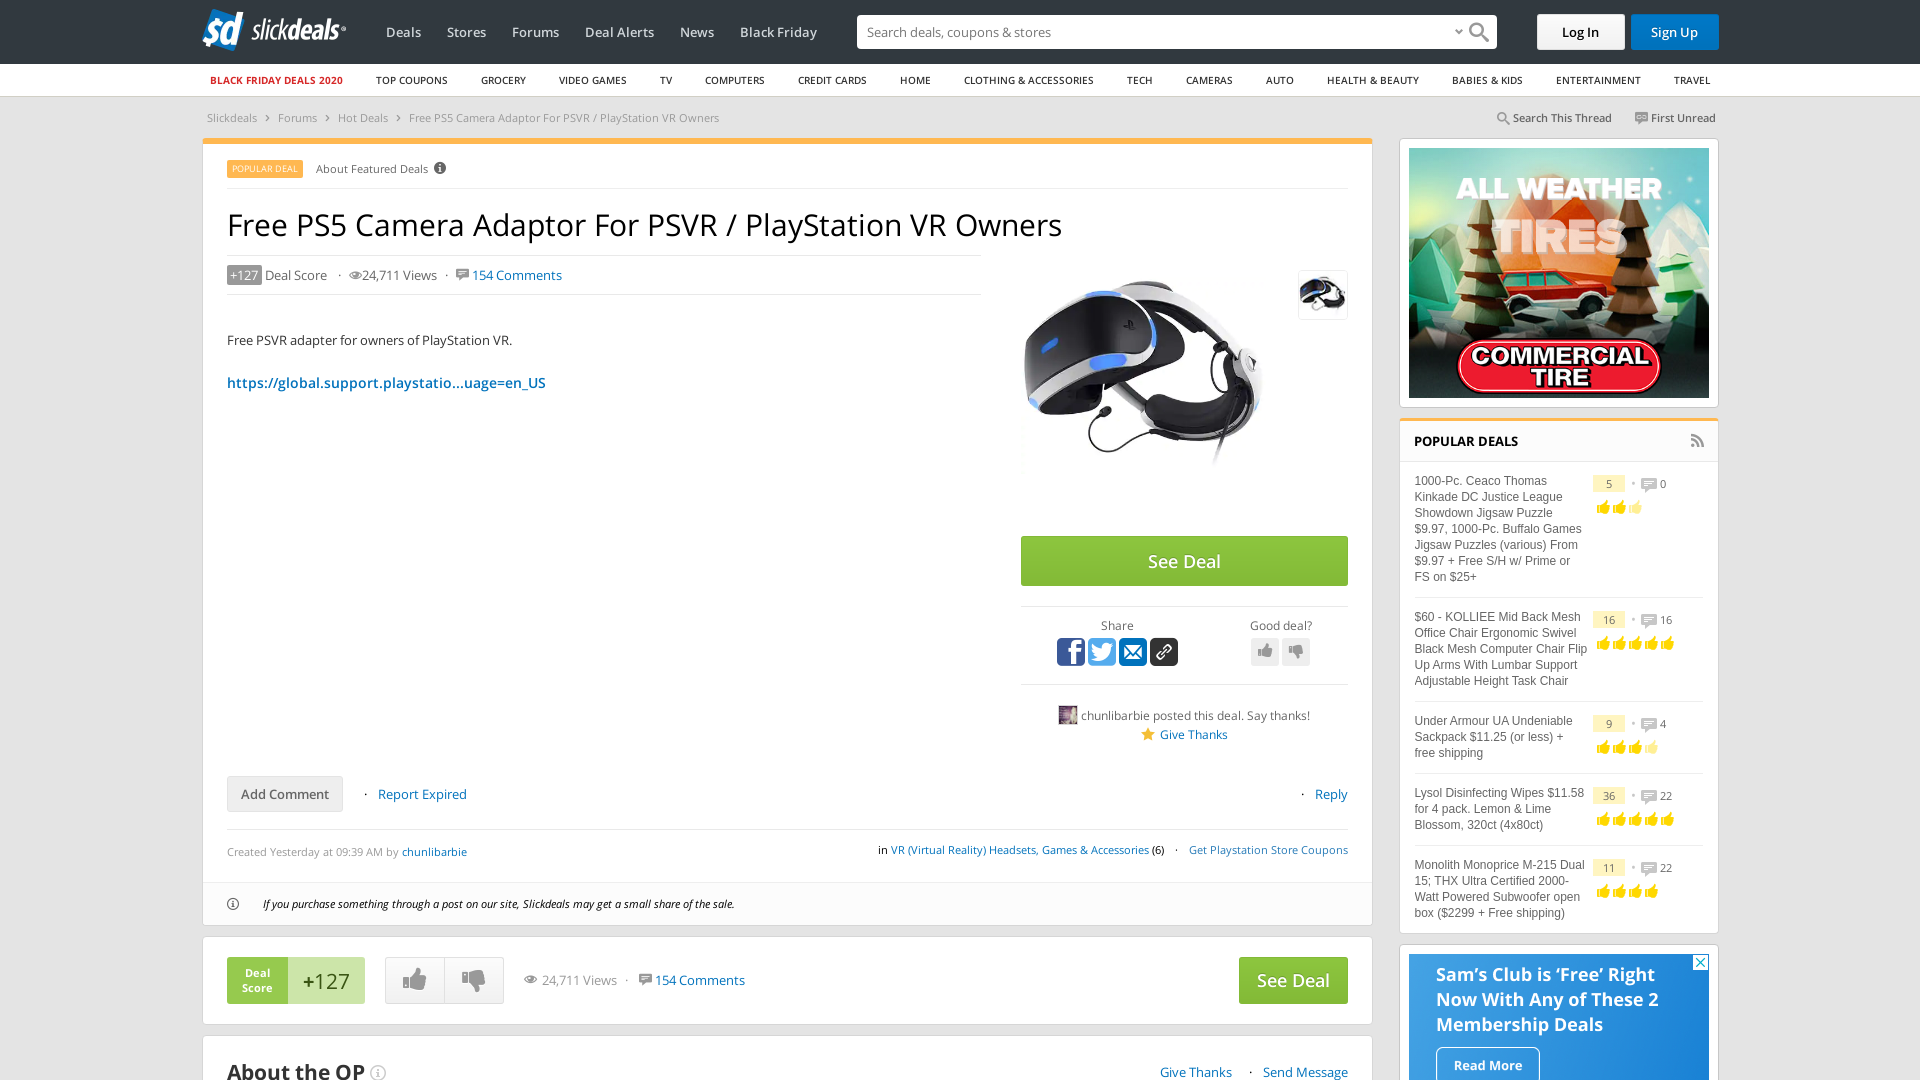 sd slickdeals
Deals
Stores
Forums
Deal Alerts
News
Black Friday
Search deals, coupons & stores
Log In
Sign Up
BLACK FRIDAY DEALS 2020
TOP COUPONS
GROCERY
VIDEO GAMES
TV
COMPUTERS
CREDIT CARDS
HOME
CLOTHING & ACCESSORIES
TECH
CAMERAS
AUTO
HEALTH & BEAUTY
BABIES & KIDS
ENTERTAINMENT
TRAVEL
Slickdeals › Forums › Hot Deals › Free PS5 Camera Adaptor For PSVR / PlayStation VR Owners
Search This Thread
First Unread
POPULAR DEAL
About Featured Deals
Free PS5 Camera Adaptor For PSVR / PlayStation VR Owners
+127 Deal Score · 24,711 Views · 154 Comments
Free PSVR adapter for owners of PlayStation VR.
https://global.support.playstatio...uage=en_US
See Deal
Share
Good deal?
chunlibarbie posted this deal. Say thanks!
Give Thanks
Add Comment
· Report Expired
· Reply
Created Yesterday at 09:39 AM by chunlibarbie
in VR (Virtual Reality) Headsets, Games & Accessories (6) · Get Playstation Store Coupons
If you purchase something through a post on our site, Slickdeals may get a small share of the sale.
Deal
Score
+127
24,711 Views · 154 Comments
See Deal
About the OP
Give Thanks · Send Message
ALL WEATHER
TIRES
COMMERCIAL
TIRE
POPULAR DEALS
1000-Pc. Ceaco Thomas
Kinkade DC Justice League
Showdown Jigsaw Puzzle
$9.97, 1000-Pc. Buffalo Games
Jigsaw Puzzles (various) From
$9.97 + Free S/H w/ Prime or
FS on $25+
5 • 0
$60 - KOLLIEE Mid Back Mesh
Office Chair Ergonomic Swivel
Black Mesh Computer Chair Flip
Up Arms With Lumbar Support
Adjustable Height Task Chair
16 • 16
Under Armour UA Undeniable
Sackpack $11.25 (or less) +
free shipping
9 • 4
Lysol Disinfecting Wipes $11.58
for 4 pack. Lemon & Lime
Blossom, 320ct (4x80ct)
36 • 22
Monolith Monoprice M-215 Dual
15; THX Ultra Certified 2000-
Watt Powered Subwoofer open
box ($2299 + Free shipping)
11 • 22
Sam's Club is ‘Free’ Right
Now With Any of These 2
Membership Deals
Read More